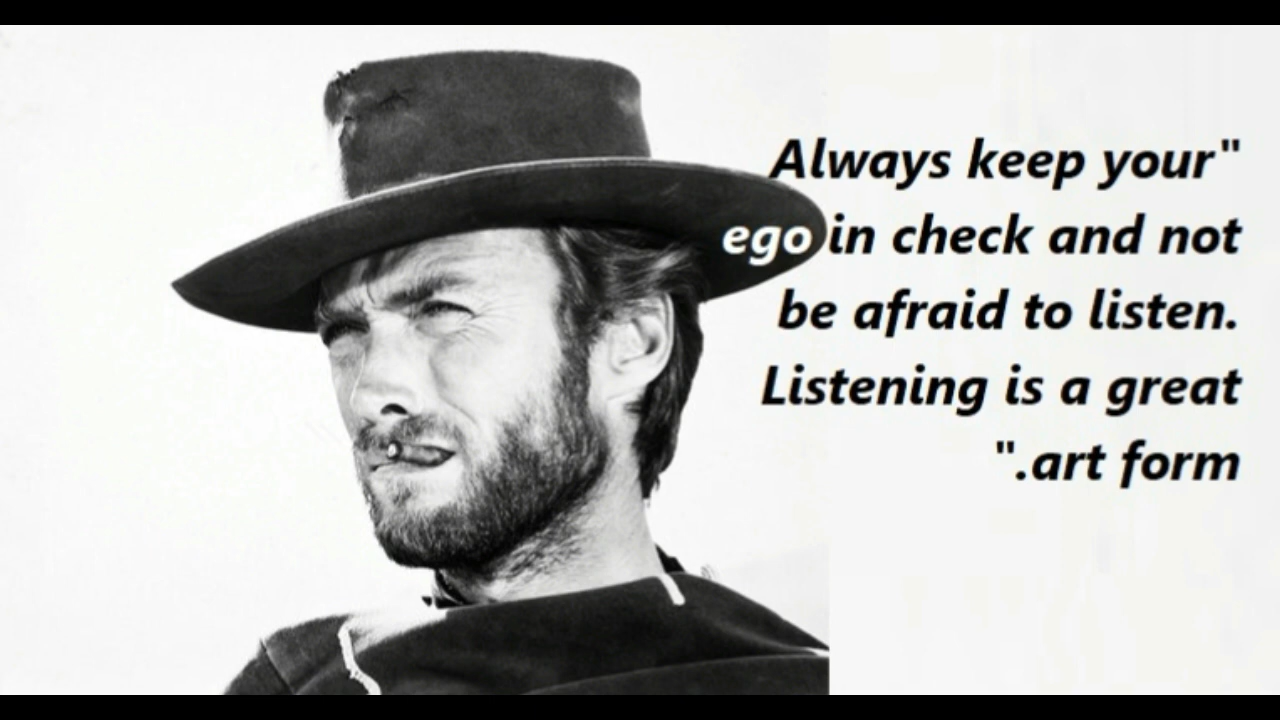 Always keep your"
ego in check and not
be afraid to listen.
Listening is a great
".art form